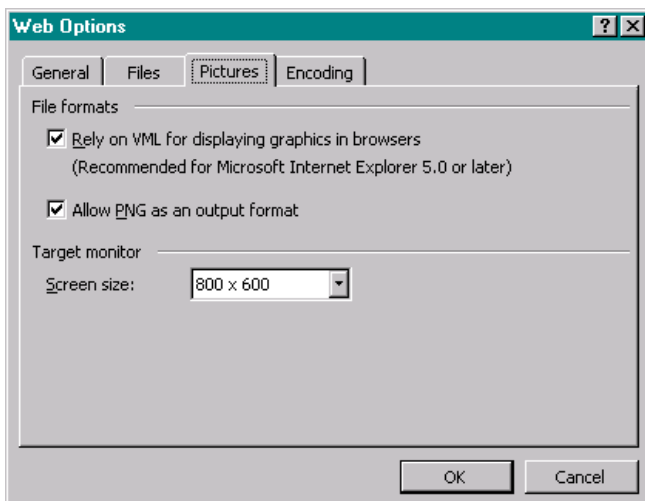 Web Options
General Files Pictures Encoding
File formats
Rely on VML for displaying graphics in browsers
(Recommended for Microsoft Internet Explorer 5.0 or later)
Allow PNG as an output format
Target monitor
Screen size: 800 x 600
OK Cancel